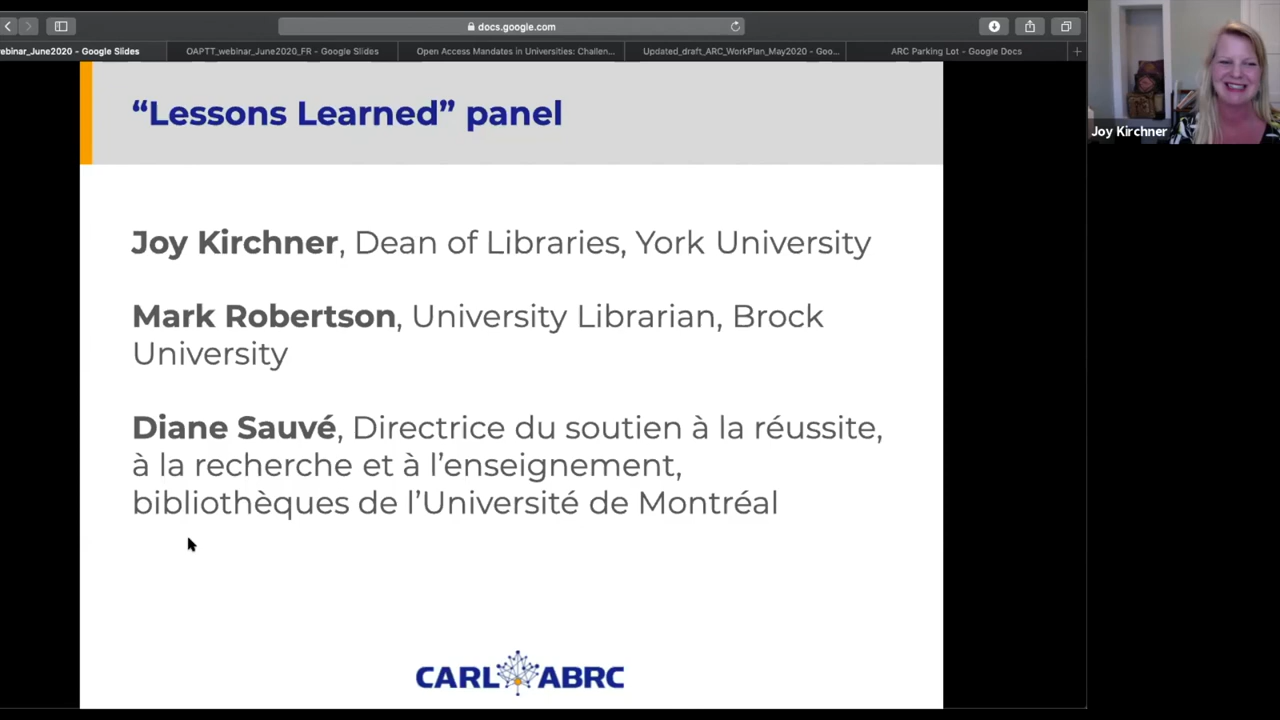 docs.google.com
ebinar_June2020 - Google Slides
OAPTT_webinar_June2020_FR - Google Slides
Open Access Mandates in Universities: Challen...
Updated_draft_ARC_WorkPlan_May2020 - Goo...
ARC Parking Lot - Google Docs
“Lessons Learned” panel
Joy Kirchner
Joy Kirchner, Dean of Libraries, York University
Mark Robertson, University Librarian, Brock
University
Diane Sauvé, Directrice du soutien à la réussite,
à la recherche et à l’enseignement,
bibliothèques de l’Université de Montréal
CARL ABRC